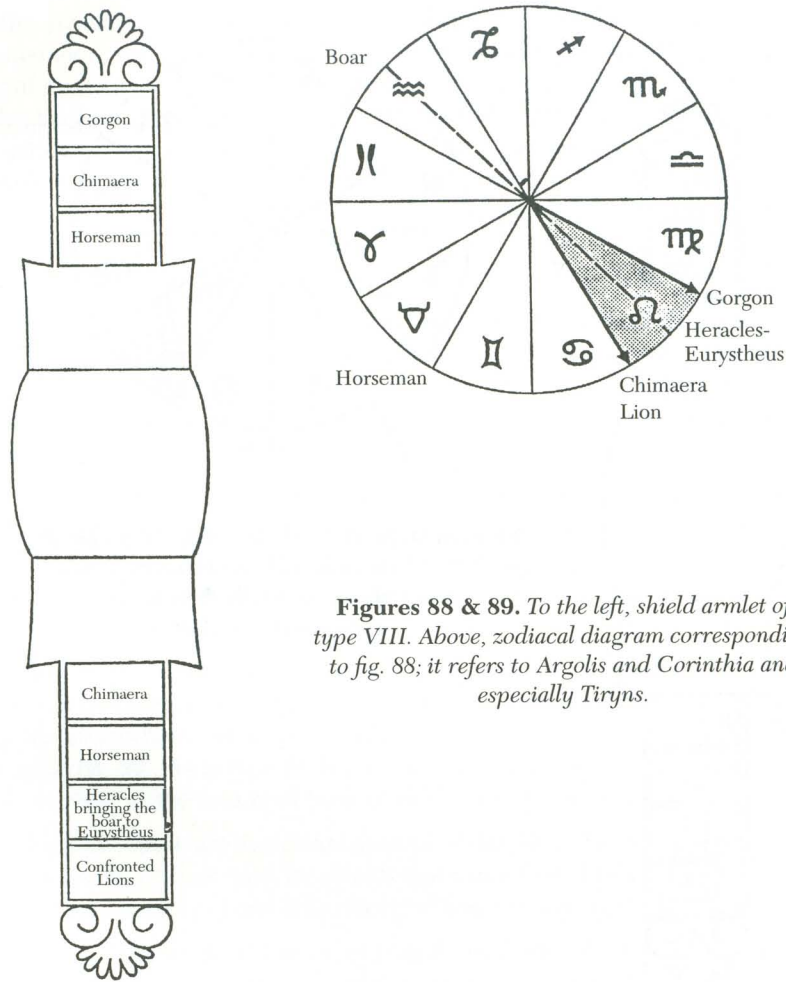 Gorgon
Chimaera
Horseman
Chimaera
Horseman
Heracles
bringing the
boar to
Eurystheus
Confronted
Lions
Boar
♑ ♐
♒ ♏
♓ ♎
♈ ♍
♉ ♌
♊ ♋
Gorgon
Heracles-
Eurystheus
Horseman
Chimaera
Lion
Figures 88 & 89. To the left, shield armlet of
type VIII. Above, zodiacal diagram correspondi
to fig. 88; it refers to Argolis and Corinthia an
especially Tiryns.